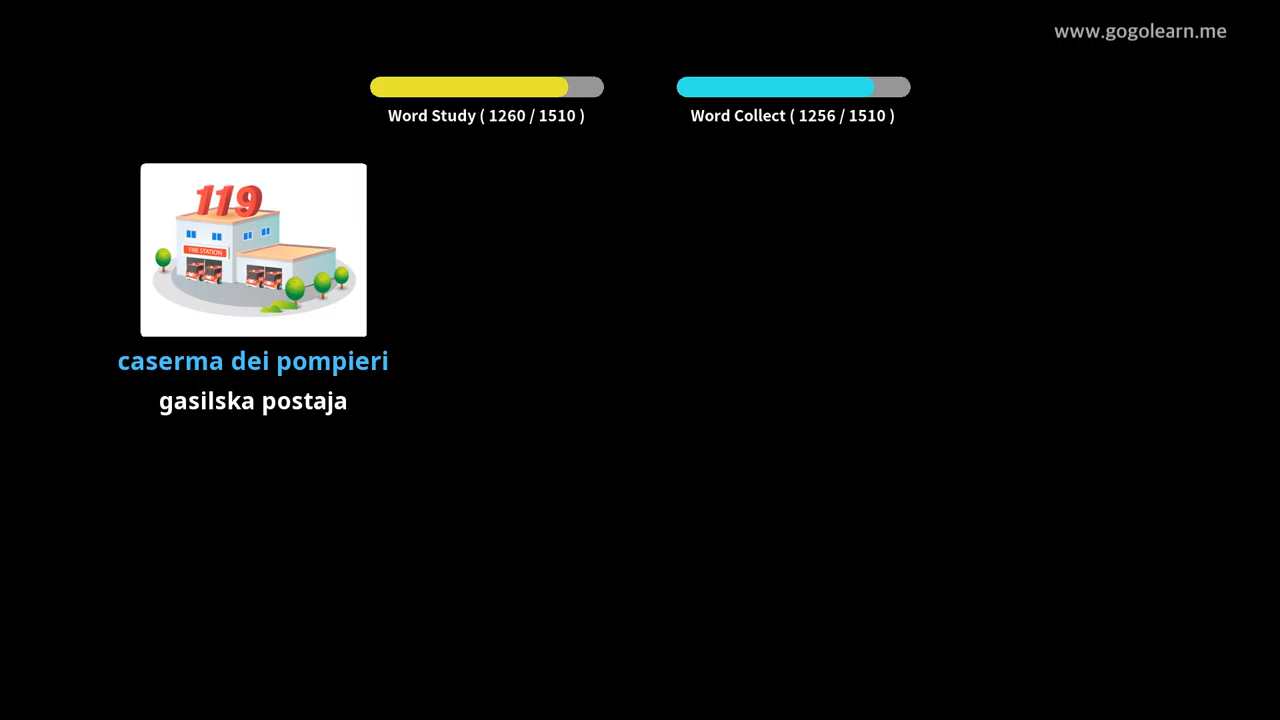 www.gogolearn.me
Word Study ( 1260 / 1510 )
Word Collect ( 1256 / 1510 )
119
FIRE STATION
caserma dei pompieri
gasilska postaja